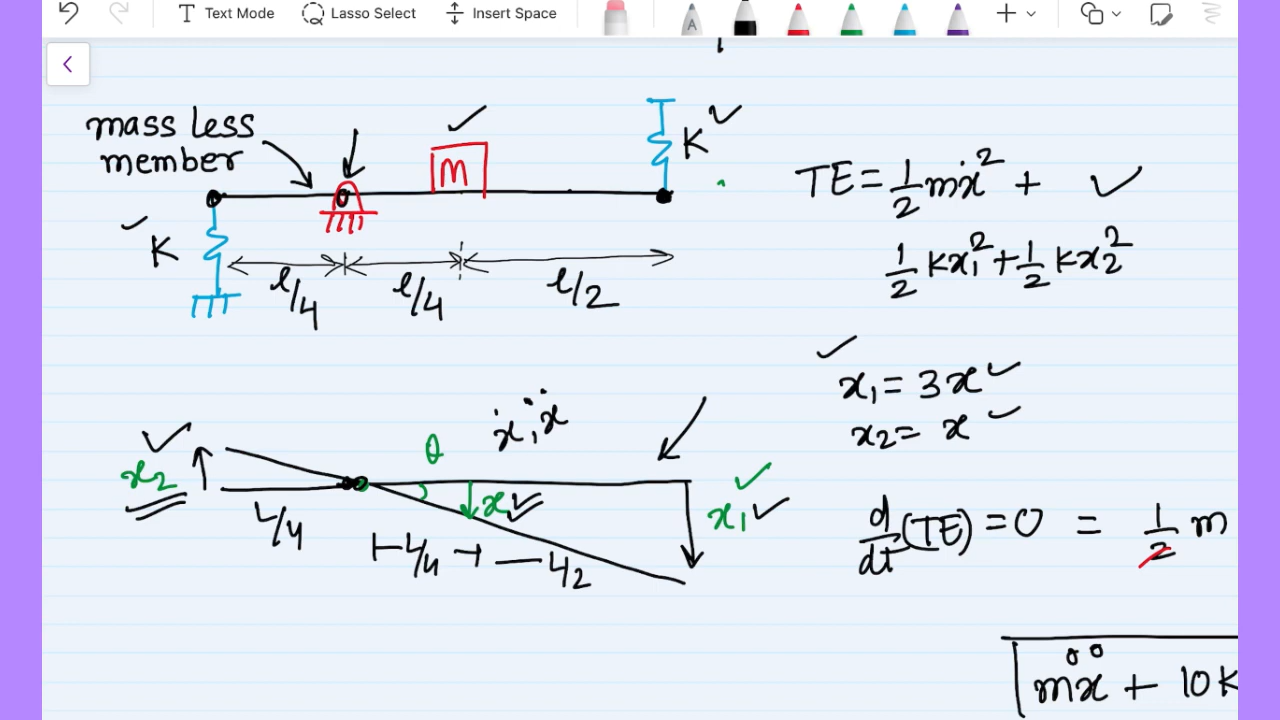 Text Mode Lasso Select Insert Space
mass less
member
m
K
K
l/4 l/4 l/2
TE = 1/2 mẋ² +
1/2 kx₁² + 1/2 kx₂²
x₁ = 3x
x₂ = x
ẋ, ẍ
θ
x₂
x
x₁
L/4
L/4 L/2
d/dt (TE) = 0 = 1/2 m
mẍ + 10K